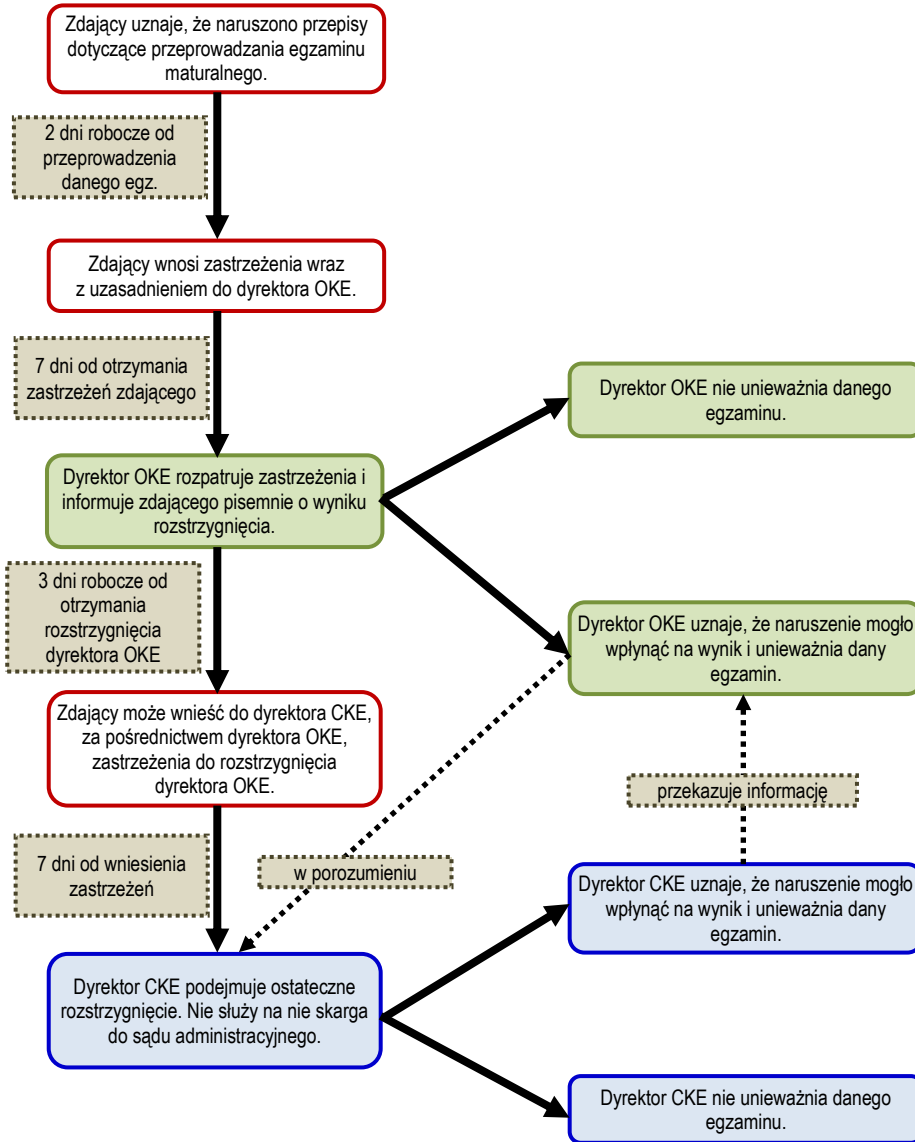 Zdający uznaje, że naruszono przepisy
dotyczące przeprowadzania egzaminu
maturalnego.
2 dni robocze od
przeprowadzenia
danego egz.
Zdający wnosi zastrzeżenia wraz
z uzasadnieniem do dyrektora OKE.
7 dni od otrzymania
zastrzeżeń zdającego
Dyrektor OKE nie unieważnia danego
egzaminu.
Dyrektor OKE rozpatruje zastrzeżenia i
informuje zdającego pisemnie o wyniku
rozstrzygnięcia.
3 dni robocze od
otrzymania
rozstrzygnięcia
dyrektora OKE
Dyrektor OKE uznaje, że naruszenie mogło
wpłynąć na wynik i unieważnia dany
egzamin.
Zdający może wnieść do dyrektora CKE,
za pośrednictwem dyrektora OKE,
zastrzeżenia do rozstrzygnięcia
dyrektora OKE.
przekazuje informację
7 dni od wniesienia
zastrzeżeń
w porozumieniu
Dyrektor CKE uznaje, że naruszenie mogło
wpłynąć na wynik i unieważnia dany
egzamin.
Dyrektor CKE podejmuje ostateczne
rozstrzygnięcie. Nie służy na nie skarga
do sądu administracyjnego.
Dyrektor CKE nie unieważnia danego
egzaminu.